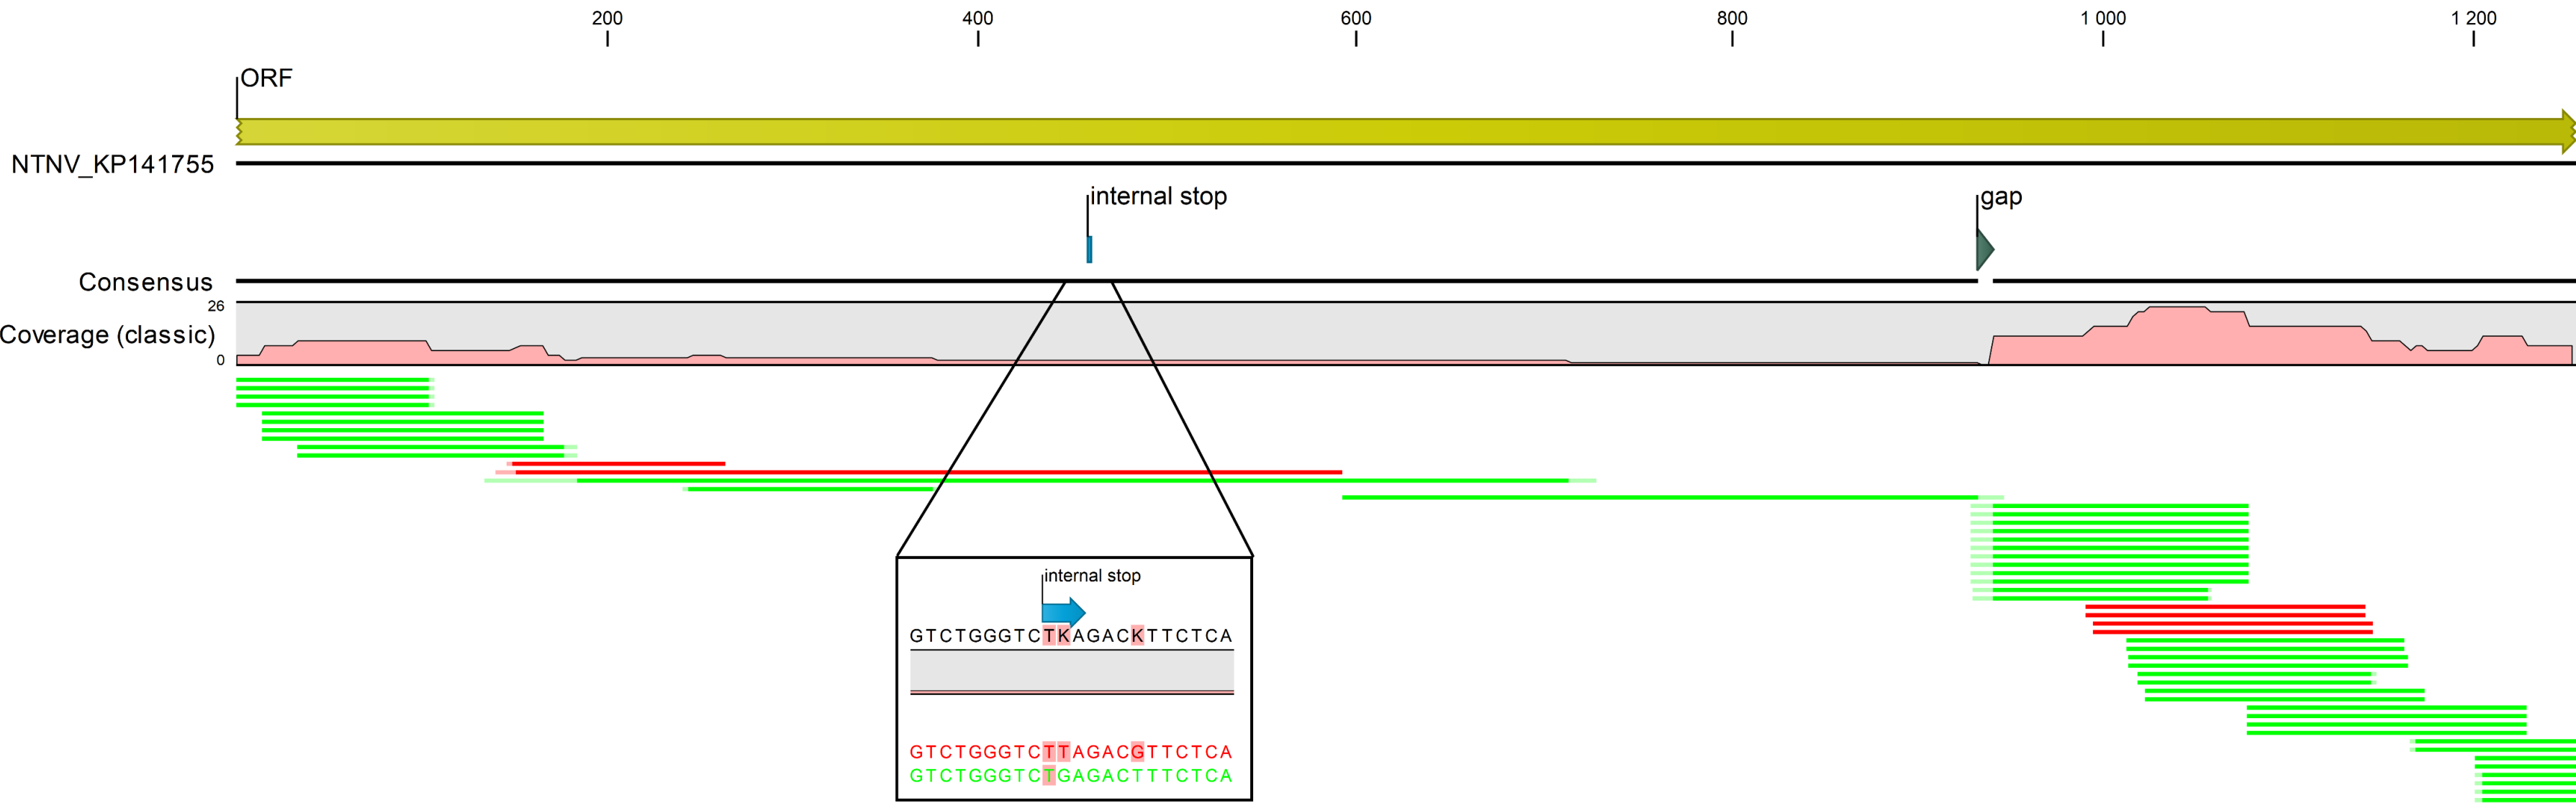 200 400 600 800 1 000 1 200
ORF
NTNV_KP141755
internal stop gap
Consensus
26
Coverage (classic)
0
internal stop
GTCTGGGTCTKAGACKTTCTCA
GTCTGGGTCTTAGACGTTCTCA
GTCTGGGTCTGAGACTTTCTCA